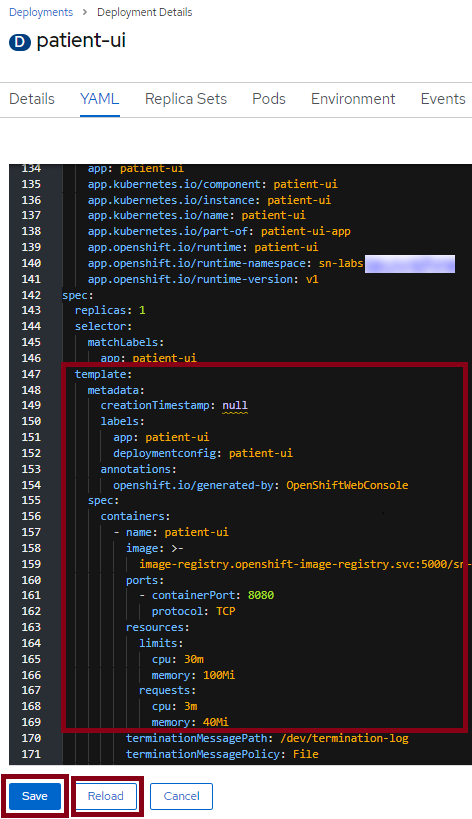 Deployments > Deployment Details
D patient-ui
Details YAML Replica Sets Pods Environment Events
134 app: patient-ui
135 app.kubernetes.io/component: patient-ui
136 app.kubernetes.io/instance: patient-ui
137 app.kubernetes.io/name: patient-ui
138 app.kubernetes.io/part-of: patient-ui-app
139 app.openshift.io/runtime: patient-ui
140 app.openshift.io/runtime-namespace: sn-labs
141 app.openshift.io/runtime-version: v1
142 spec:
143 replicas: 1
144 selector:
145 matchLabels:
146 app: patient-ui
147 template:
148 metadata:
149 creationTimestamp: null
150 labels:
151 app: patient-ui
152 deploymentconfig: patient-ui
153 annotations:
154 openshift.io/generated-by: OpenShiftWebConsole
155 spec:
156 containers:
157 - name: patient-ui
158 image: >-
159 image-registry.openshift-image-registry.svc:5000/sn-
160 ports:
161 - containerPort: 8080
162 protocol: TCP
163 resources:
164 limits:
165 cpu: 30m
166 memory: 100Mi
167 requests:
168 cpu: 3m
169 memory: 40Mi
170 terminationMessagePath: /dev/termination-log
171 terminationMessagePolicy: File
Save Reload Cancel